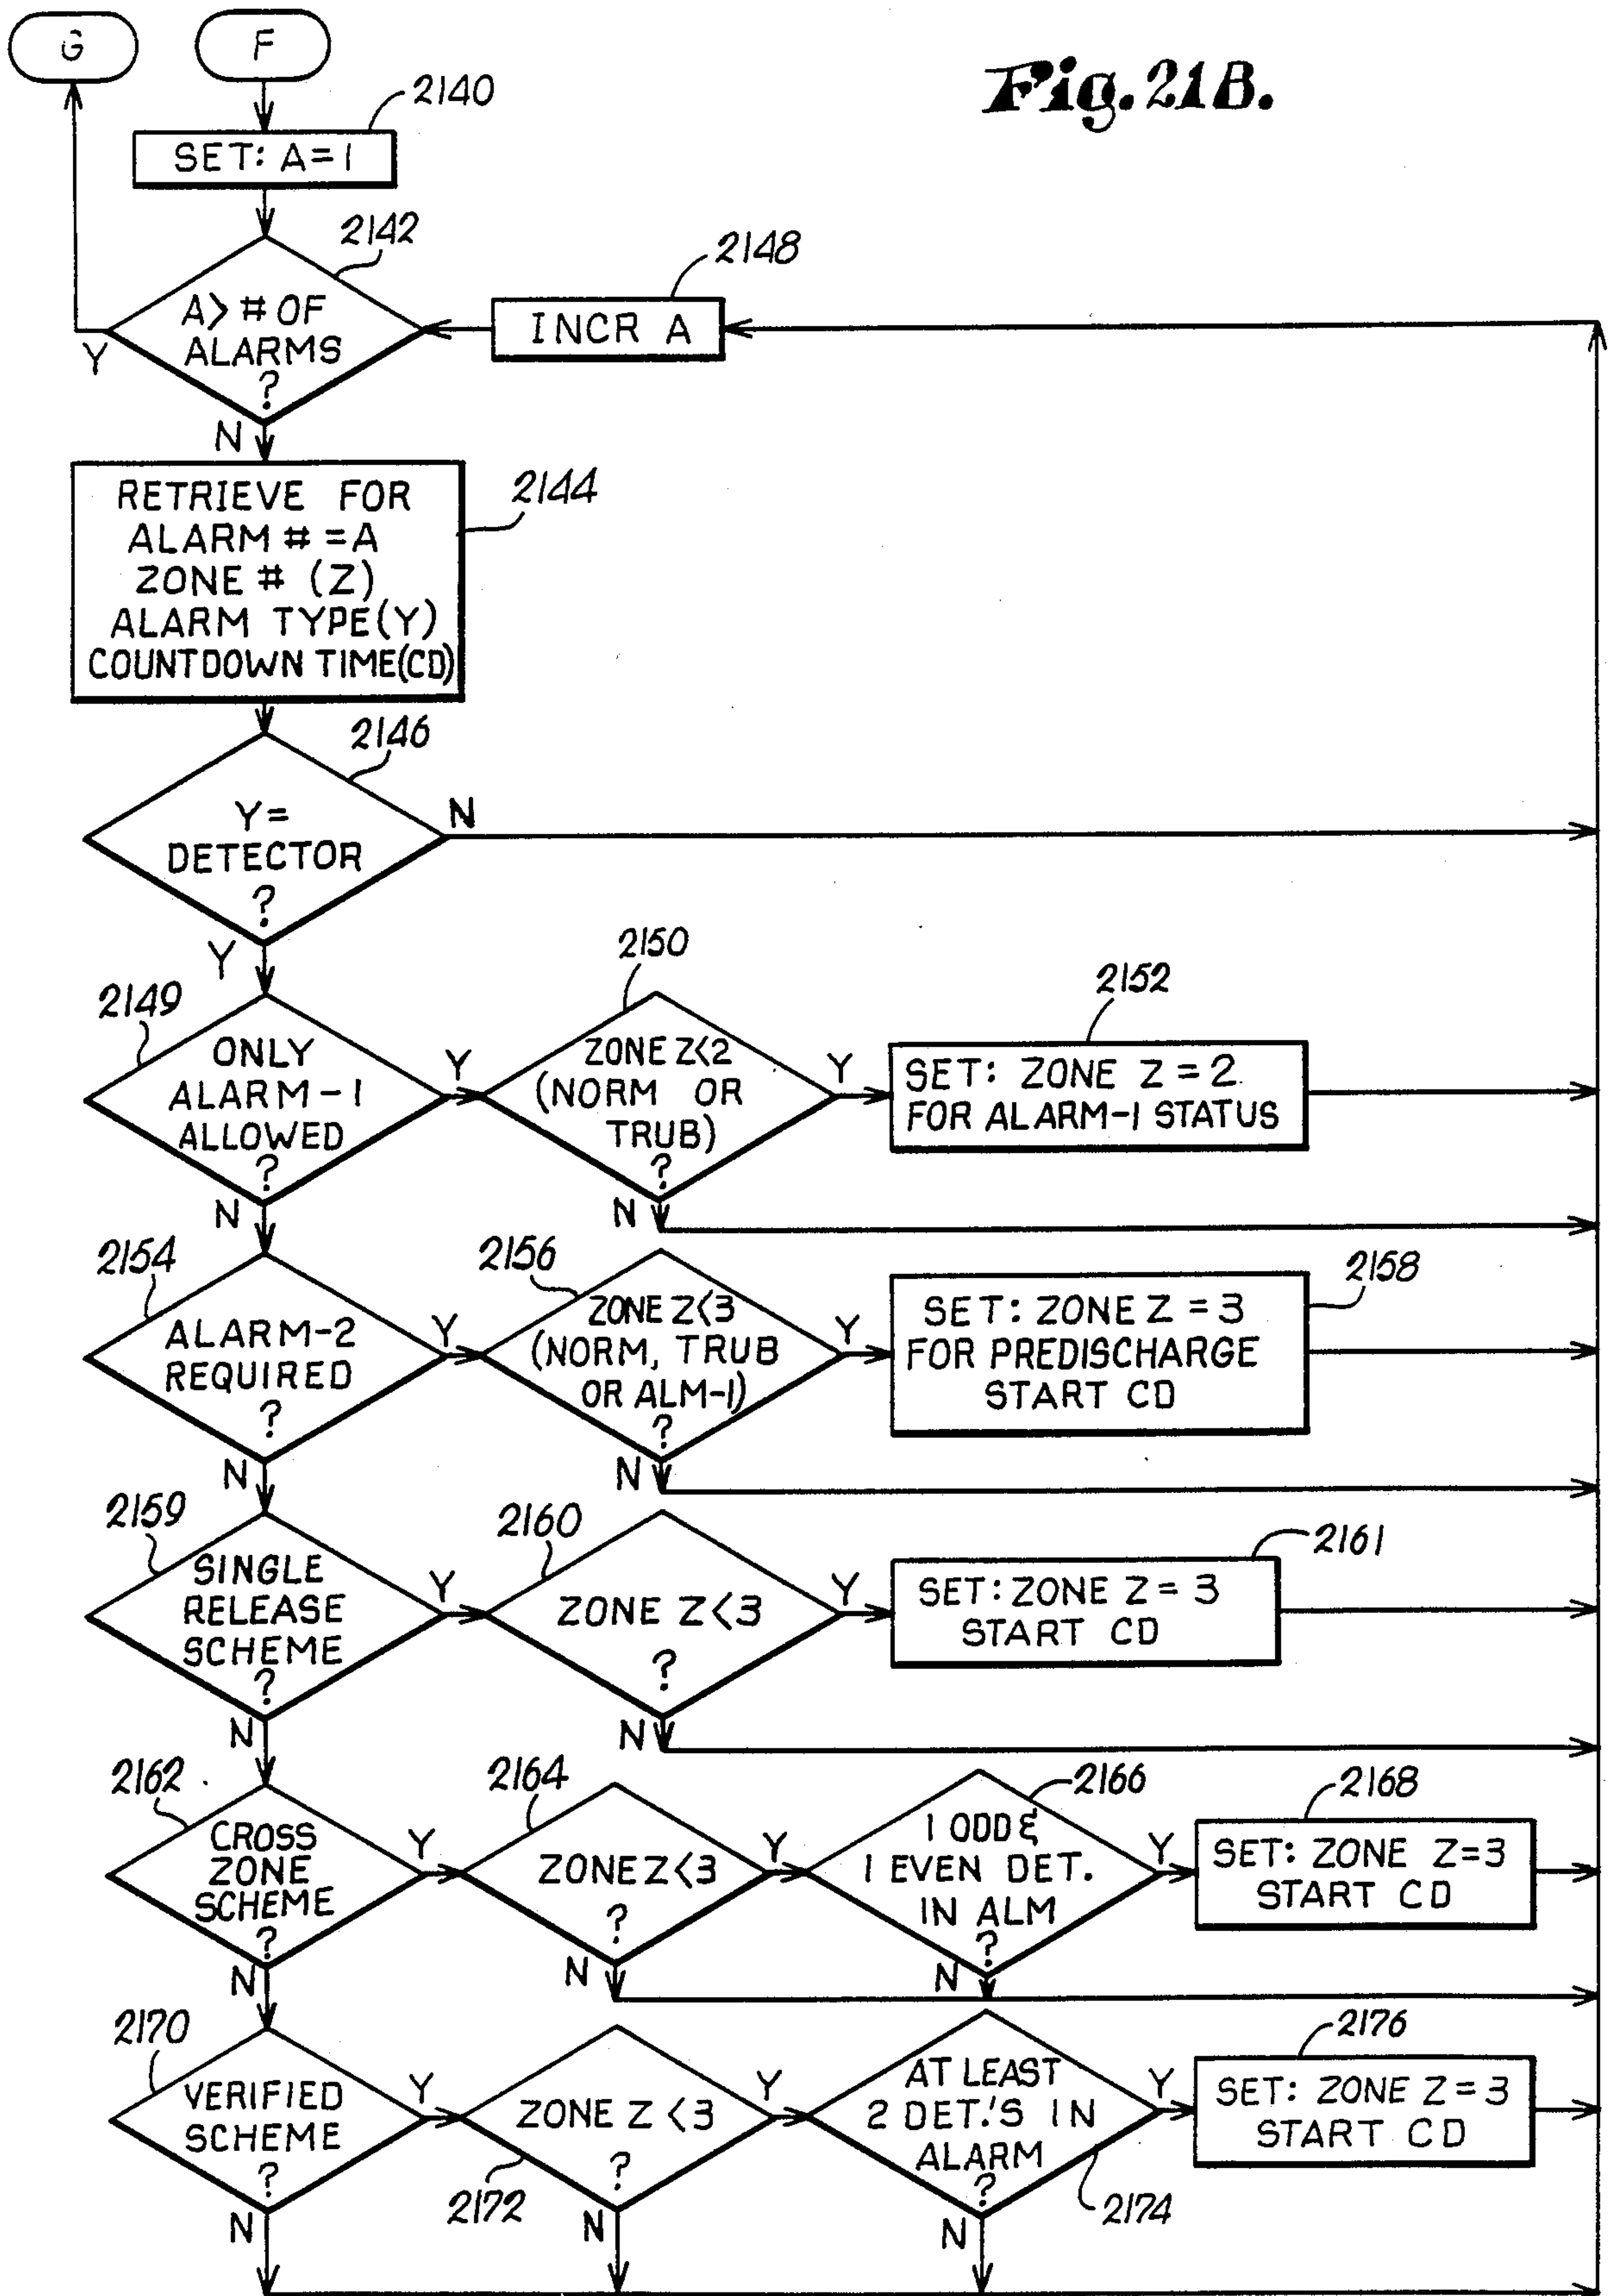 G
F
Fig. 21B.
2140
SET: A=1
2142
2148
A> # OF
ALARMS
?
INCR A
Y
N
2144
RETRIEVE FOR
ALARM # =A
ZONE # (Z)
ALARM TYPE(Y)
COUNTDOWN TIME(CD)
2146
Y=
DETECTOR
?
N
Y
2149
ONLY
ALARM-1
ALLOWED
?
Y
N
2150
ZONE Z<2
(NORM OR
TRUB)
?
Y
N
2152
SET: ZONE Z = 2
FOR ALARM-1 STATUS
2154
ALARM-2
REQUIRED
?
Y
N
2156
ZONE Z<3
(NORM, TRUB
OR ALM-1)
?
Y
N
2158
SET: ZONE Z = 3
FOR PREDISCHARGE
START CD
2159
SINGLE
RELEASE
SCHEME
?
Y
N
2160
ZONE Z<3
?
Y
N
2161
SET: ZONE Z = 3
START CD
2162
CROSS
ZONE
SCHEME
?
Y
N
2164
ZONE Z<3
?
Y
N
2166
1 ODD &
1 EVEN DET.
IN ALM
?
Y
N
2168
SET: ZONE Z=3
START CD
2170
VERIFIED
SCHEME
?
Y
N
2172
ZONE Z <3
?
Y
N
2174
AT LEAST
2 DET.'S IN
ALARM
?
Y
N
2176
SET: ZONE Z=3
START CD